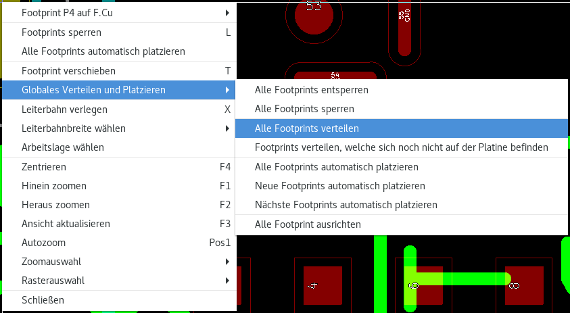 Footprint P4 auf F.Cu
Footprints sperren L
Alle Footprints automatisch platzieren
Footprint verschieben T
Globales Verteilen und Platzieren
Leiterbahn verlegen X
Leiterbahnbreite wählen
Arbeitslage wählen
Zentrieren F4
Hinein zoomen F1
Heraus zoomen F2
Ansicht aktualisieren F3
Autozoom Pos1
Zoomauswahl
Rasterauswahl
Schließen
Alle Footprints entsperren
Alle Footprints sperren
Alle Footprints verteilen
Footprints verteilen, welche sich noch nicht auf der Platine befinden
Alle Footprints automatisch platzieren
Neue Footprints automatisch platzieren
Nächste Footprints automatisch platzieren
Alle Footprint ausrichten
4
6
8